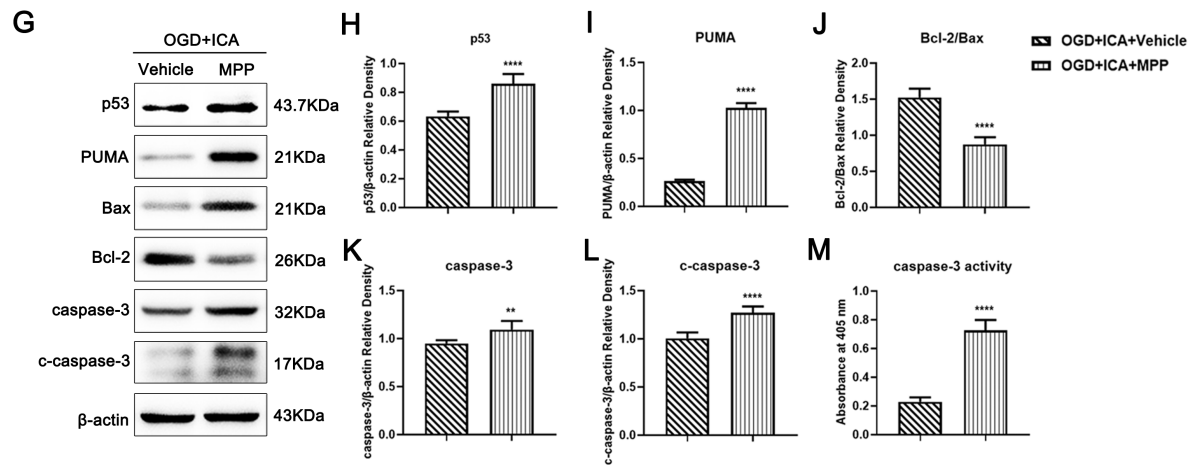 G
OGD+ICA
Vehicle MPP
p53 43.7KDa
PUMA 21KDa
Bax 21KDa
Bcl-2 26KDa
caspase-3 32KDa
c-caspase-3 17KDa
β-actin 43KDa
H
p53
p53/β-actin Relative Density
1.0
0.8
0.6
0.4
0.2
0.0
****
I
PUMA
PUMA/β-actin Relative Density
1.5
1.0
0.5
0.0
****
J
Bcl-2/Bax
Bcl-2/Bax Relative Density
2.0
1.5
1.0
0.5
0.0
****
OGD+ICA+Vehicle
OGD+ICA+MPP
K
caspase-3
caspase-3/β-actin Relative Density
1.5
1.0
0.5
0.0
**
L
c-caspase-3
c-caspase-3/β-actin Relative Density
1.5
1.0
0.5
0.0
****
M
caspase-3 activity
Absorbance at 405 nm
0.8
0.6
0.4
0.2
0.0
****